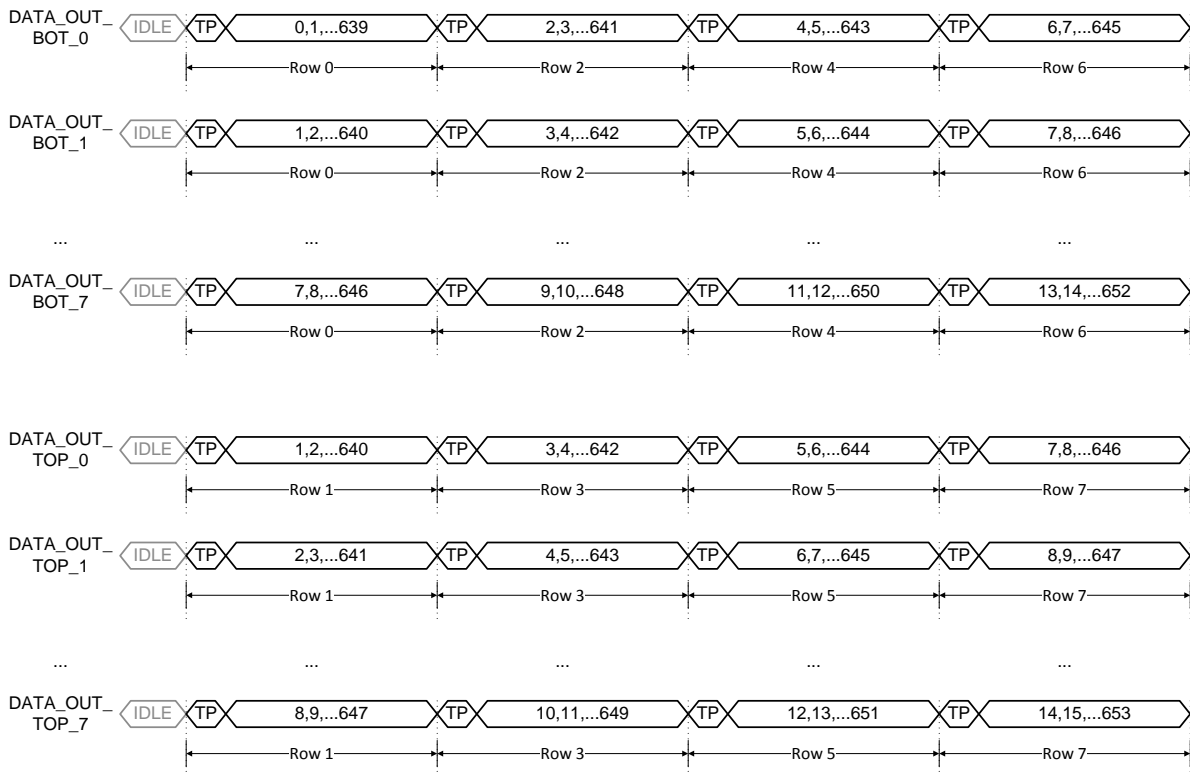 DATA_OUT_
BOT_0
IDLE TP 0,1,...639 TP 2,3,...641 TP 4,5,...643 TP 6,7,...645
Row 0 Row 2 Row 4 Row 6
DATA_OUT_
BOT_1
IDLE TP 1,2,...640 TP 3,4,...642 TP 5,6,...644 TP 7,8,...646
Row 0 Row 2 Row 4 Row 6
... ... ... ... ...
DATA_OUT_
BOT_7
IDLE TP 7,8,...646 TP 9,10,...648 TP 11,12,...650 TP 13,14,...652
Row 0 Row 2 Row 4 Row 6
DATA_OUT_
TOP_0
IDLE TP 1,2,...640 TP 3,4,...642 TP 5,6,...644 TP 7,8,...646
Row 1 Row 3 Row 5 Row 7
DATA_OUT_
TOP_1
IDLE TP 2,3,...641 TP 4,5,...643 TP 6,7,...645 TP 8,9,...647
Row 1 Row 3 Row 5 Row 7
... ... ... ... ...
DATA_OUT_
TOP_7
IDLE TP 8,9,...647 TP 10,11,...649 TP 12,13,...651 TP 14,15,...653
Row 1 Row 3 Row 5 Row 7